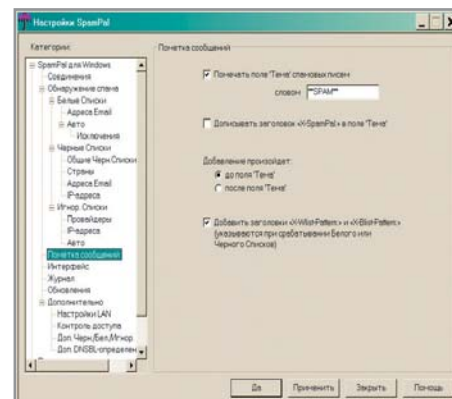 Настройки SpamPal
Категории:
SpamPal для Windows
Соединения
Обнаружение спама
Белые Списки
Адреса Email
Авто
Исключения
Черные Списки
Общие Черн.Списки
Страны
Адреса Email
IP-адреса
Игнор. Списки
Провайдеры
IP-адреса
Авто
Пометка сообщений
Интерфейс
Журнал
Обновления
Дополнительно
Настройки LAN
Контроль доступа
Доп. Черн/Бел/Игнор
Доп. DNSBL-определен
Пометка сообщений
Помечать поле 'Тема' спамовых писем
словом **SPAM**
Дописывать заголовок «X-SpamPal:» в поле 'Тема'
Добавление произойдет:
до поля 'Тема'
после поля 'Тема'
Добавить заголовки «X-Wlist-Pattern:» и «X-Blist-Pattern:»
(указываются при срабатывании Белого или
Черного Списков)
Да Применить Закрыть Помощь